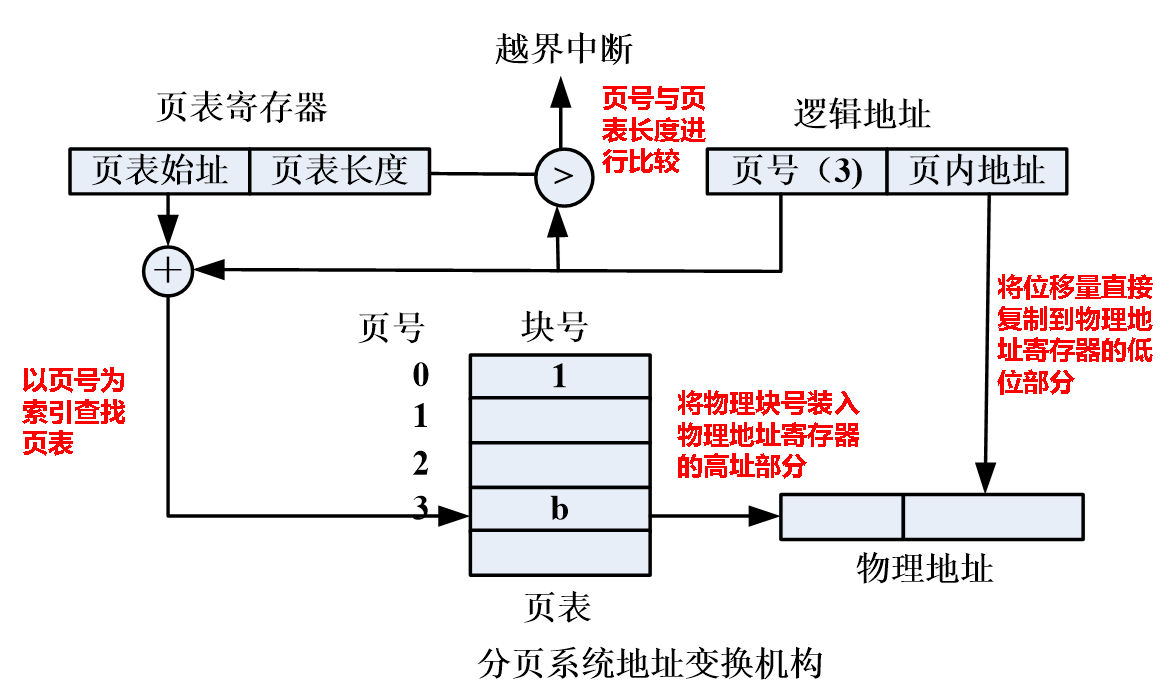 越界中断
页表寄存器
页号与页
表长度进
行比较
逻辑地址
页表始址 页表长度
>
页号（3) 页内地址
+
将位移量直接
复制到物理地
址寄存器的低
位部分
页号 块号
0 1
1
2
3 b
以页号为
索引查找
页表
将物理块号装入
物理地址寄存器
的高址部分
物理地址
页表
分页系统地址变换机构